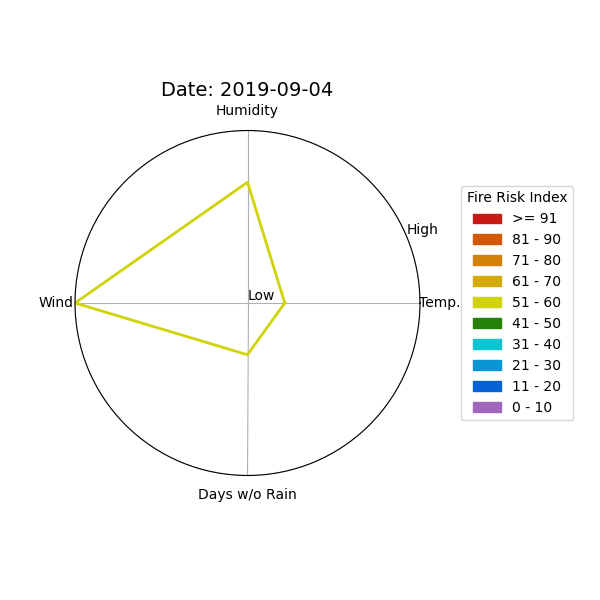 Date: 2019-09-04
Humidity
High
Low
Wind
Temp.
Days w/o Rain
Fire Risk Index
>= 91
81 - 90
71 - 80
61 - 70
51 - 60
41 - 50
31 - 40
21 - 30
11 - 20
0 - 10